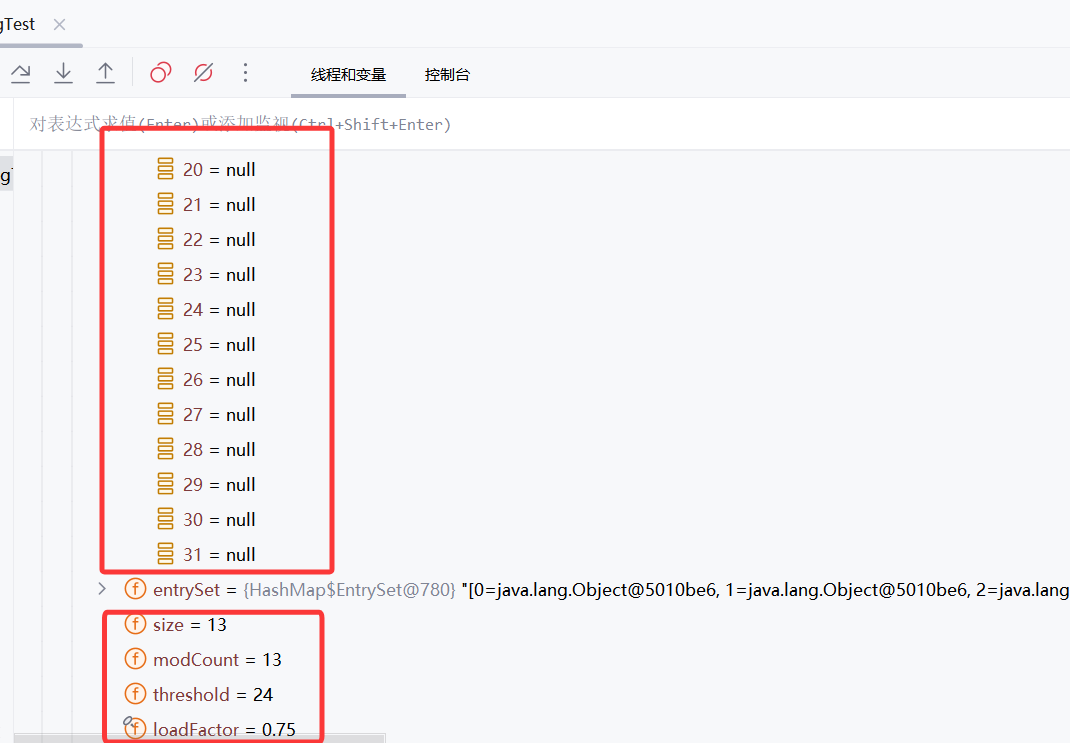 gTest
线程和变量 控制台
对表达式求值(Enter)或添加监视(Ctrl+Shift+Enter)
g
20 = null
21 = null
22 = null
23 = null
24 = null
25 = null
26 = null
27 = null
28 = null
29 = null
30 = null
31 = null
entrySet = {HashMap$EntrySet@780} "[0=java.lang.Object@5010be6, 1=java.lang.Object@5010be6, 2=java.lang
size = 13
modCount = 13
threshold = 24
loadFactor = 0.75